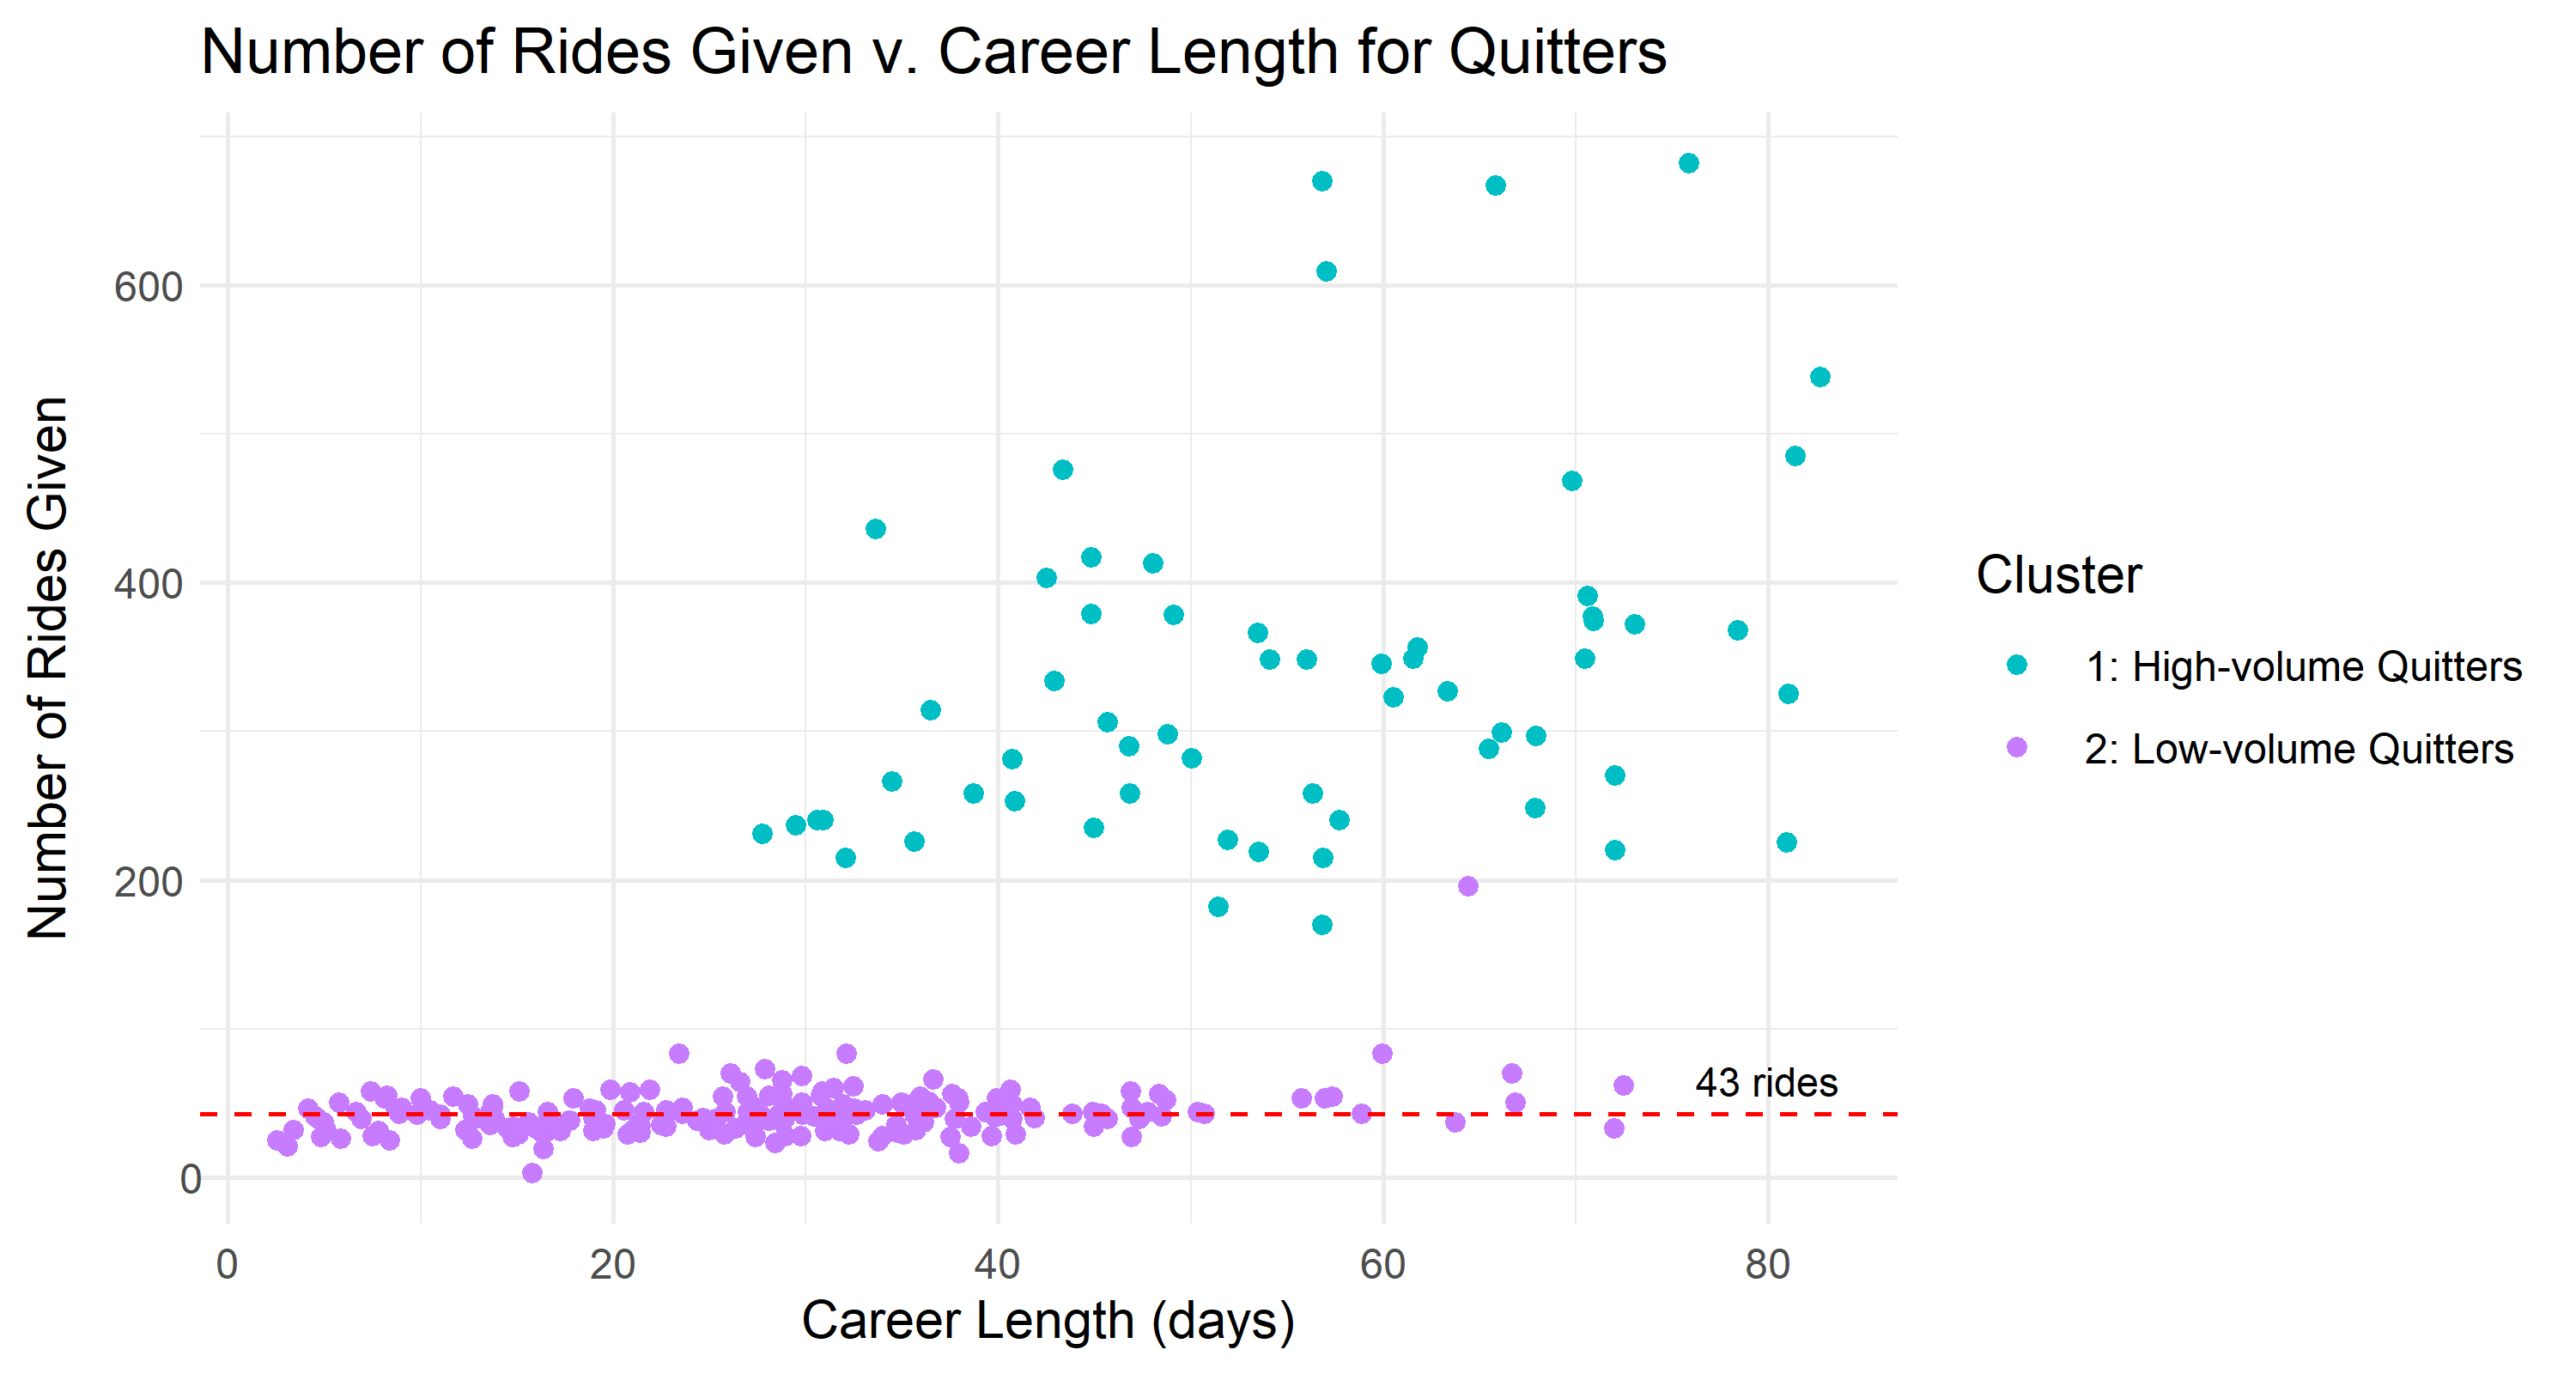 Number of Rides Given v. Career Length for Quitters
Number of Rides Given
600
400
200
0
43 rides
0 20 40 60 80
Career Length (days)
Cluster
1: High-volume Quitters
2: Low-volume Quitters